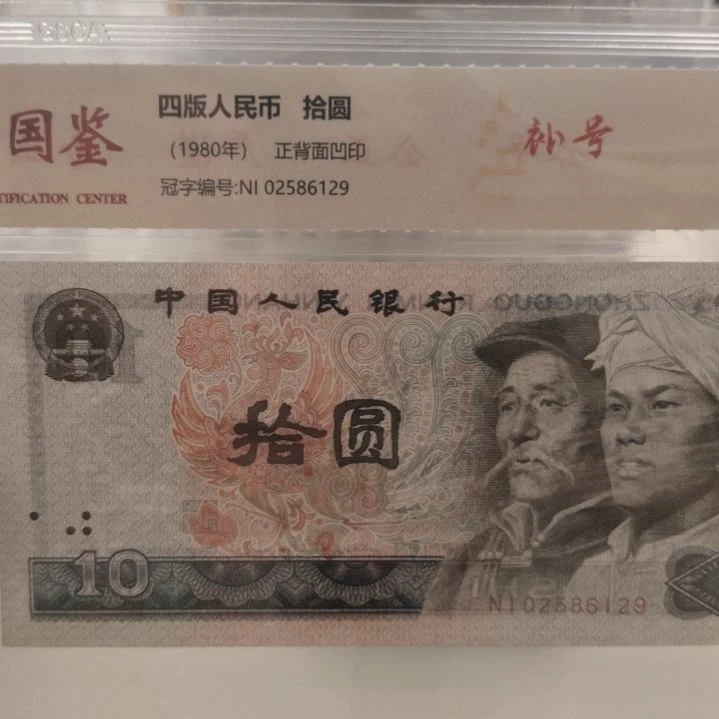 国鉴
TIFICATION CENTER
四版人民币 拾圆
（1980年） 正背面凹印
冠字编号:NI 02586129
补号
中国人民银行
拾圆
10
NI02586129